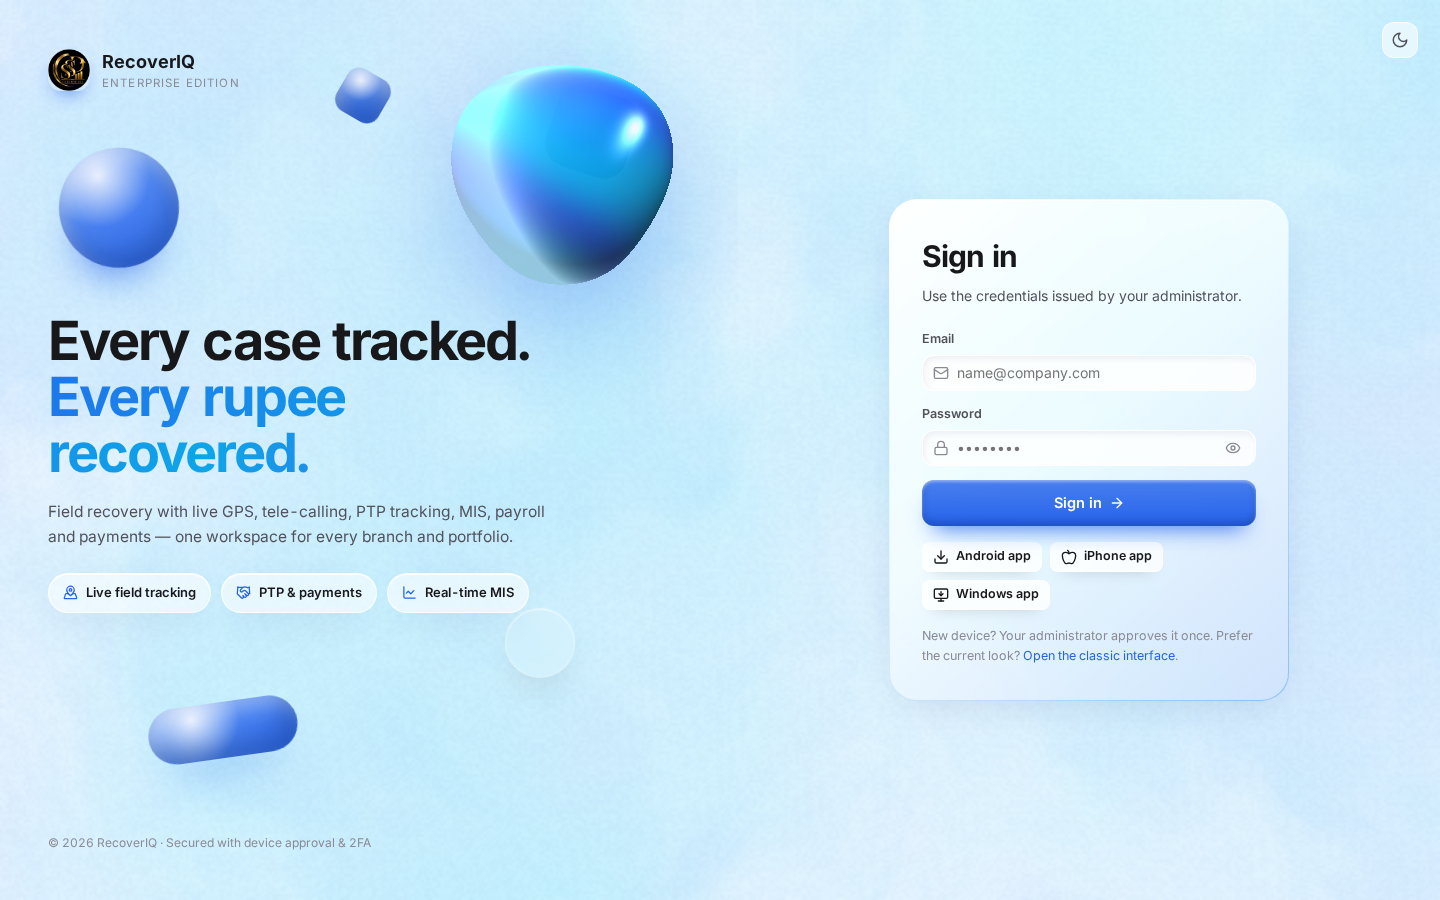 RecoverIQ
ENTERPRISE EDITION
Every case tracked.
Every rupee
recovered.
Field recovery with live GPS, tele-calling, PTP tracking, MIS, payroll
and payments — one workspace for every branch and portfolio.
Live field tracking
PTP & payments
Real-time MIS
© 2026 RecoverIQ · Secured with device approval & 2FA
Sign in
Use the credentials issued by your administrator.
Email
name@company.com
Password
••••••••
Sign in →
Android app
iPhone app
Windows app
New device? Your administrator approves it once. Prefer
the current look? Open the classic interface.